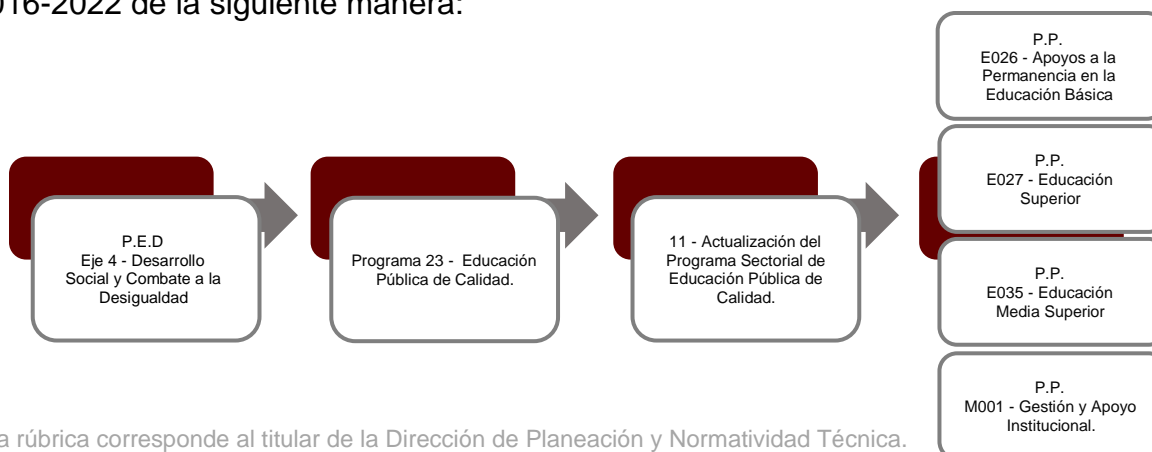 016-2022 de la siguiente manera:
P.E.D
Eje 4 - Desarrollo
Social y Combate a la
Desigualdad
Programa 23 - Educación
Pública de Calidad.
11 - Actualización del
Programa Sectorial de
Educación Pública de
Calidad.
P.P.
E026 - Apoyos a la
Permanencia en la
Educación Básica
P.P.
E027 - Educación
Superior
P.P.
E035 - Educación
Media Superior
P.P.
M001 - Gestión y Apoyo
Institucional.
a rúbrica corresponde al titular de la Dirección de Planeación y Normatividad Técnica.